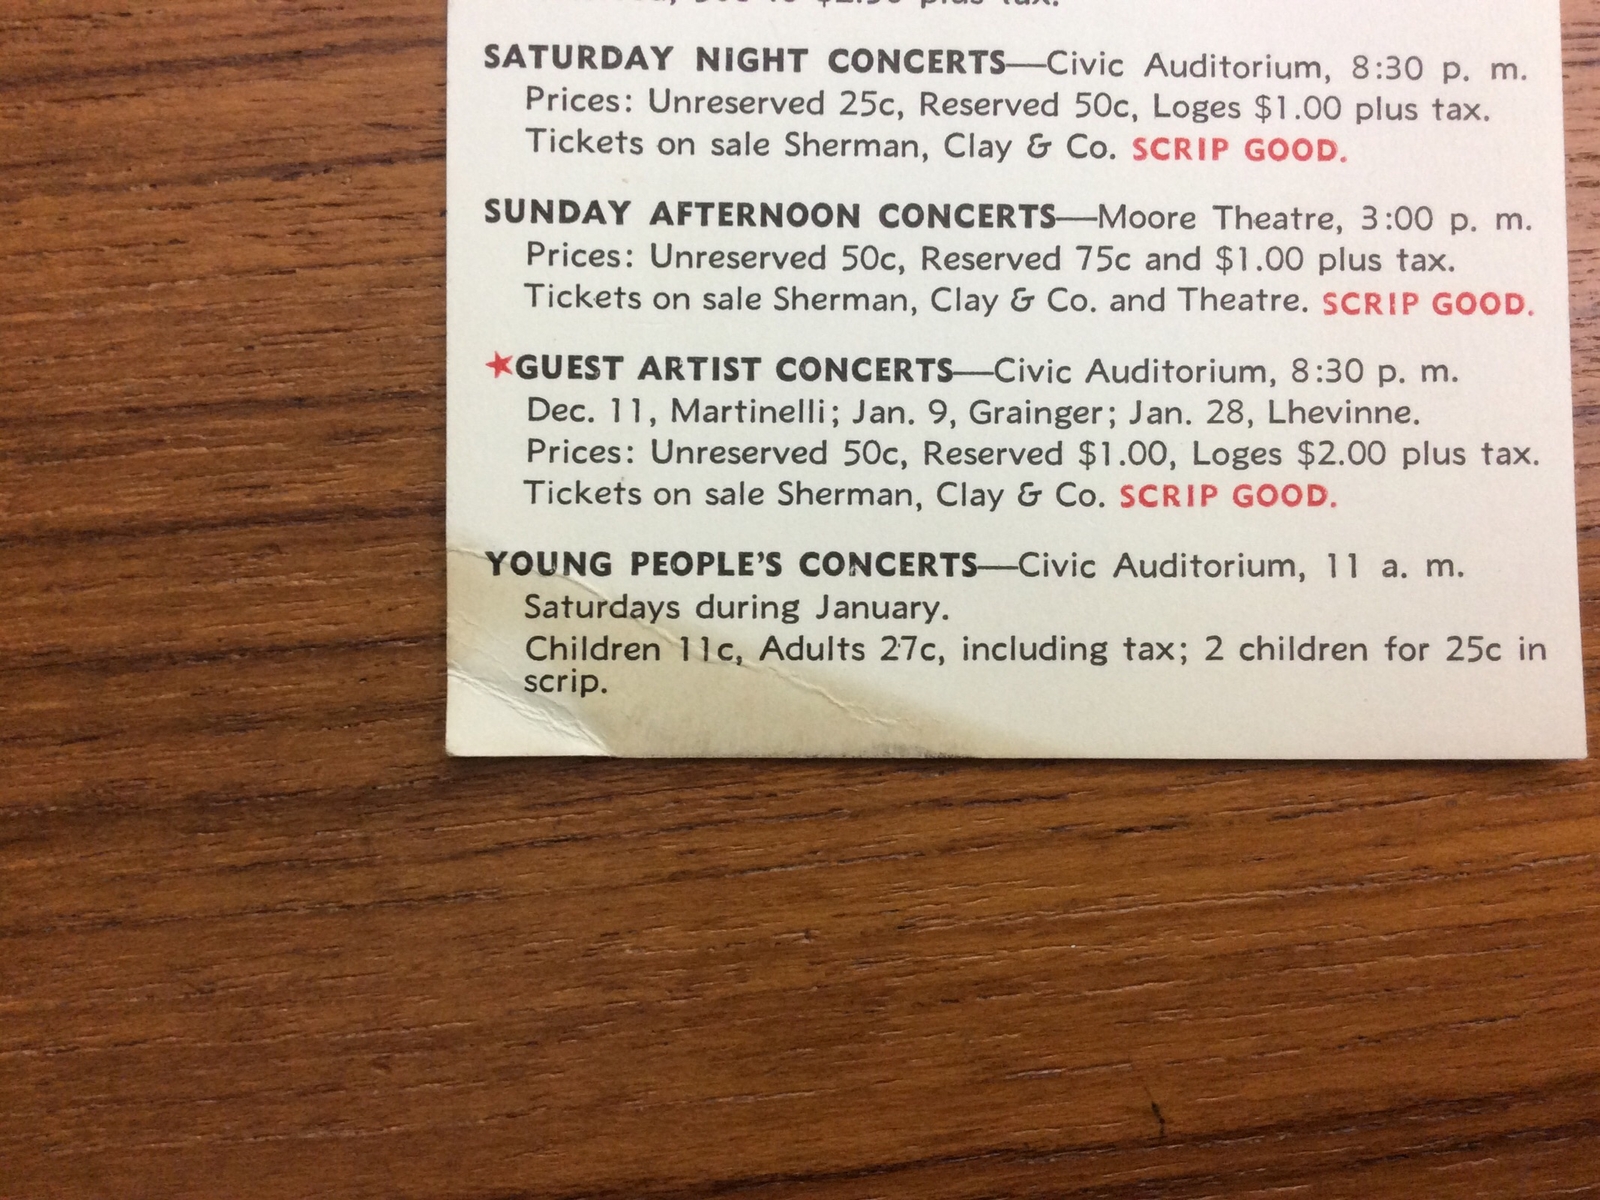 plus tax.
SATURDAY NIGHT CONCERTS—Civic Auditorium, 8:30 p. m.
Prices: Unreserved 25c, Reserved 50c, Loges $1.00 plus tax.
Tickets on sale Sherman, Clay & Co. SCRIP GOOD.
SUNDAY AFTERNOON CONCERTS—Moore Theatre, 3:00 p. m.
Prices: Unreserved 50c, Reserved 75c and $1.00 plus tax.
Tickets on sale Sherman, Clay & Co. and Theatre. SCRIP GOOD.
★GUEST ARTIST CONCERTS—Civic Auditorium, 8:30 p. m.
Dec. 11, Martinelli; Jan. 9, Grainger; Jan. 28, Lhevinne.
Prices: Unreserved 50c, Reserved $1.00, Loges $2.00 plus tax.
Tickets on sale Sherman, Clay & Co. SCRIP GOOD.
YOUNG PEOPLE'S CONCERTS—Civic Auditorium, 11 a. m.
Saturdays during January.
Children 11c, Adults 27c, including tax; 2 children for 25c in
scrip.